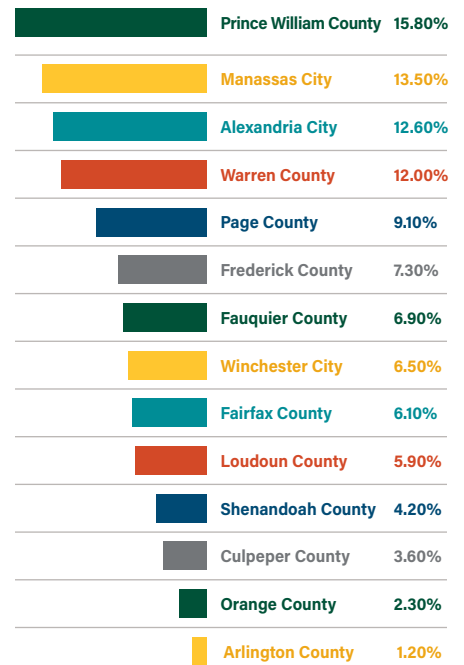 Prince William County 15.80%
Manassas City 13.50%
Alexandria City 12.60%
Warren County 12.00%
Page County 9.10%
Frederick County 7.30%
Fauquier County 6.90%
Winchester City 6.50%
Fairfax County 6.10%
Loudoun County 5.90%
Shenandoah County 4.20%
Culpeper County 3.60%
Orange County 2.30%
Arlington County 1.20%